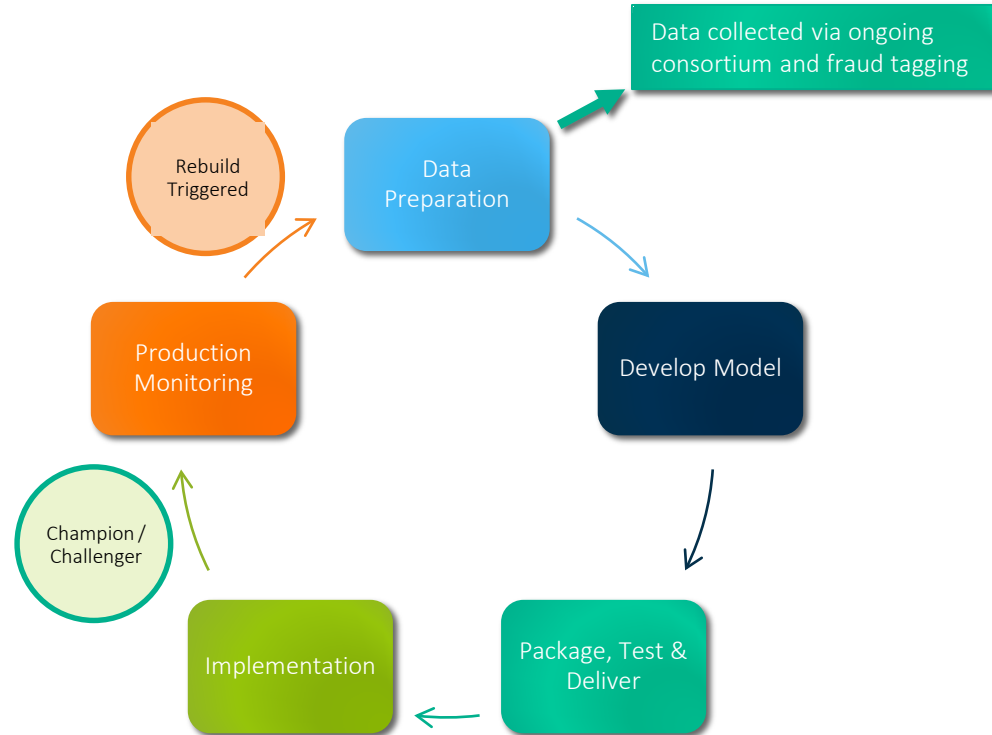 Data collected via ongoing
consortium and fraud tagging
Rebuild
Triggered
Data
Preparation
Production
Monitoring
Develop Model
Champion /
Challenger
Implementation
Package, Test &
Deliver